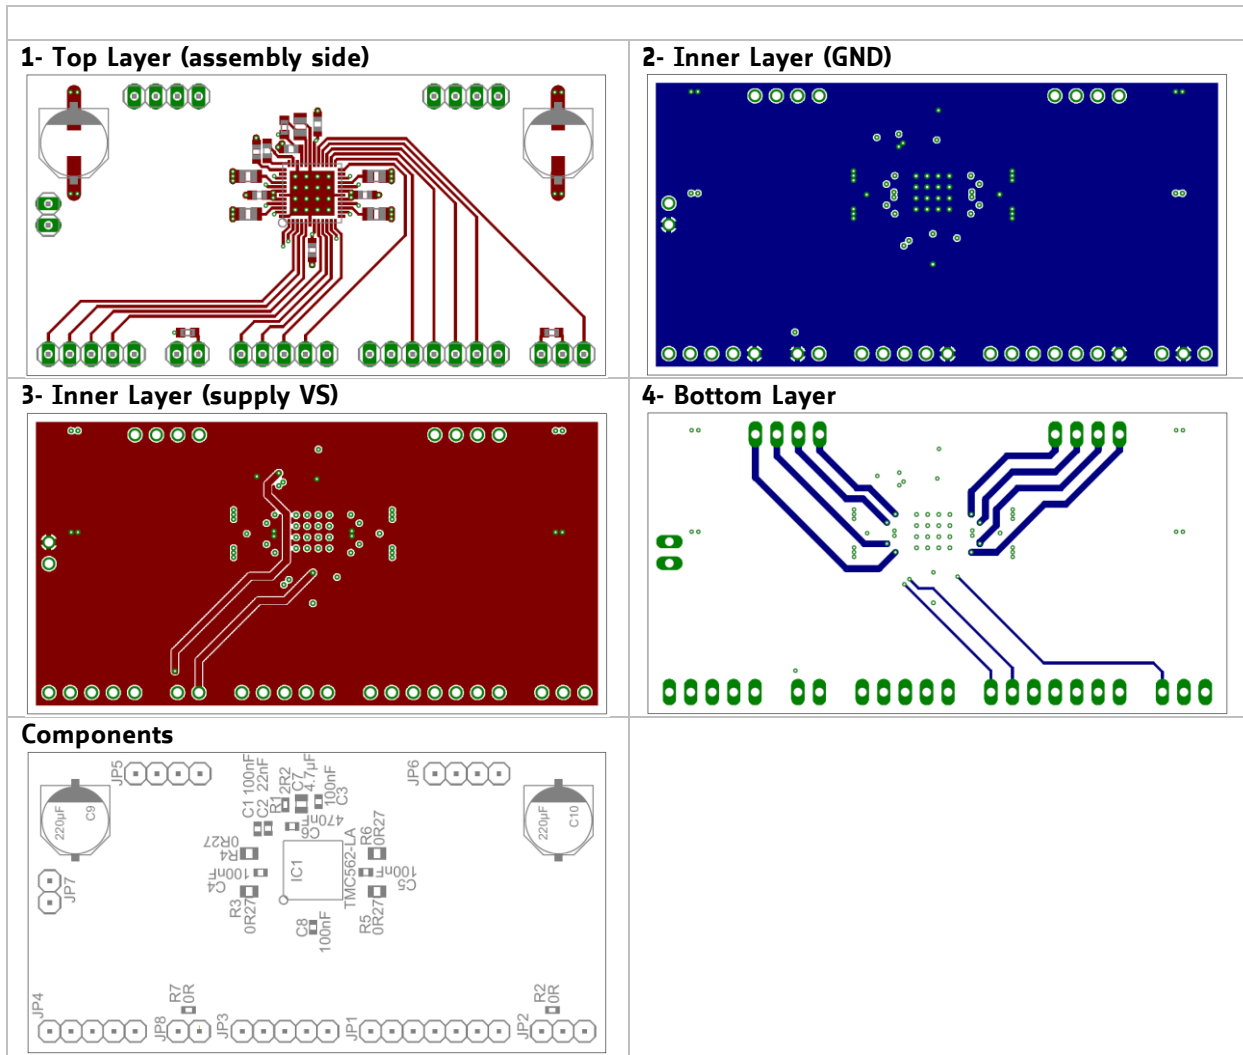 1- Top Layer (assembly side)
2- Inner Layer (GND)
3- Inner Layer (supply VS)
4- Bottom Layer
Components
JP5
C1 100nF
C2 22nF
R1 2R2
C7 4.7µF
100nF C3
JP6
220µF
C9
C6
470n
R4
0R27
R6
0R27
220µF
C10
JP7
100nF
C4
IC1
TMC562-LA
100nF
C5
R3
0R27
C8
100nF
R5
0R27
JP4
R7
0R
JP8
JP3
JP1
R2
0R
JP2